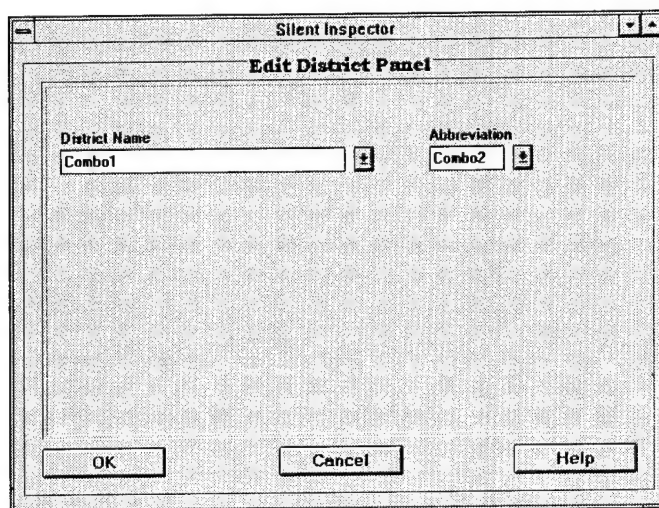 Silent Inspector
Edit District Panel
District Name Abbreviation
Combo1 Combo2
OK Cancel Help